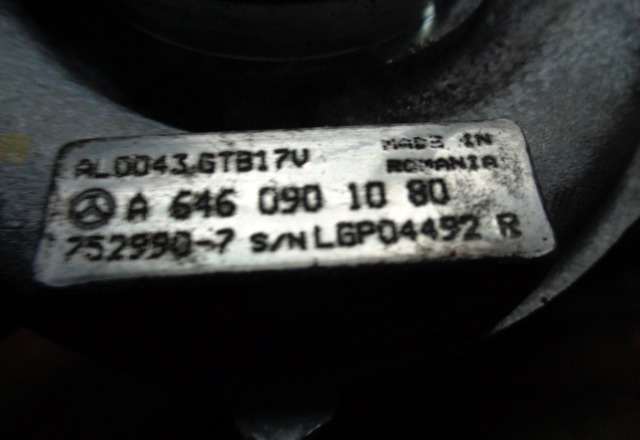 AL0043 GTB17V MADE IN
ROMANIA
A 646 090 10 80
752990-7 S/N LGP04492 R